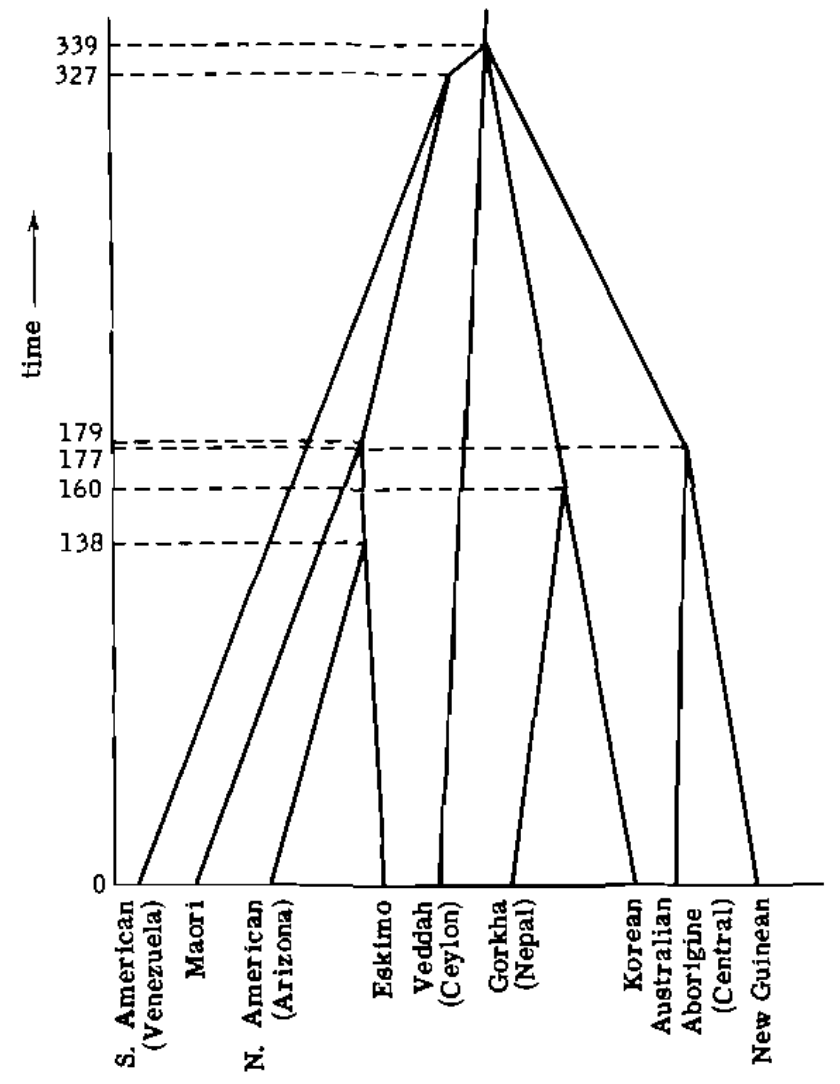 339
327
time
179
177
160
138
0
S. American
(Venezuela)
Maori
N. American
(Arizona)
Eskimo
Veddah
(Ceylon)
Gorkha
(Nepal)
Korean
Australian
Aborigine
(Central)
New Guinean